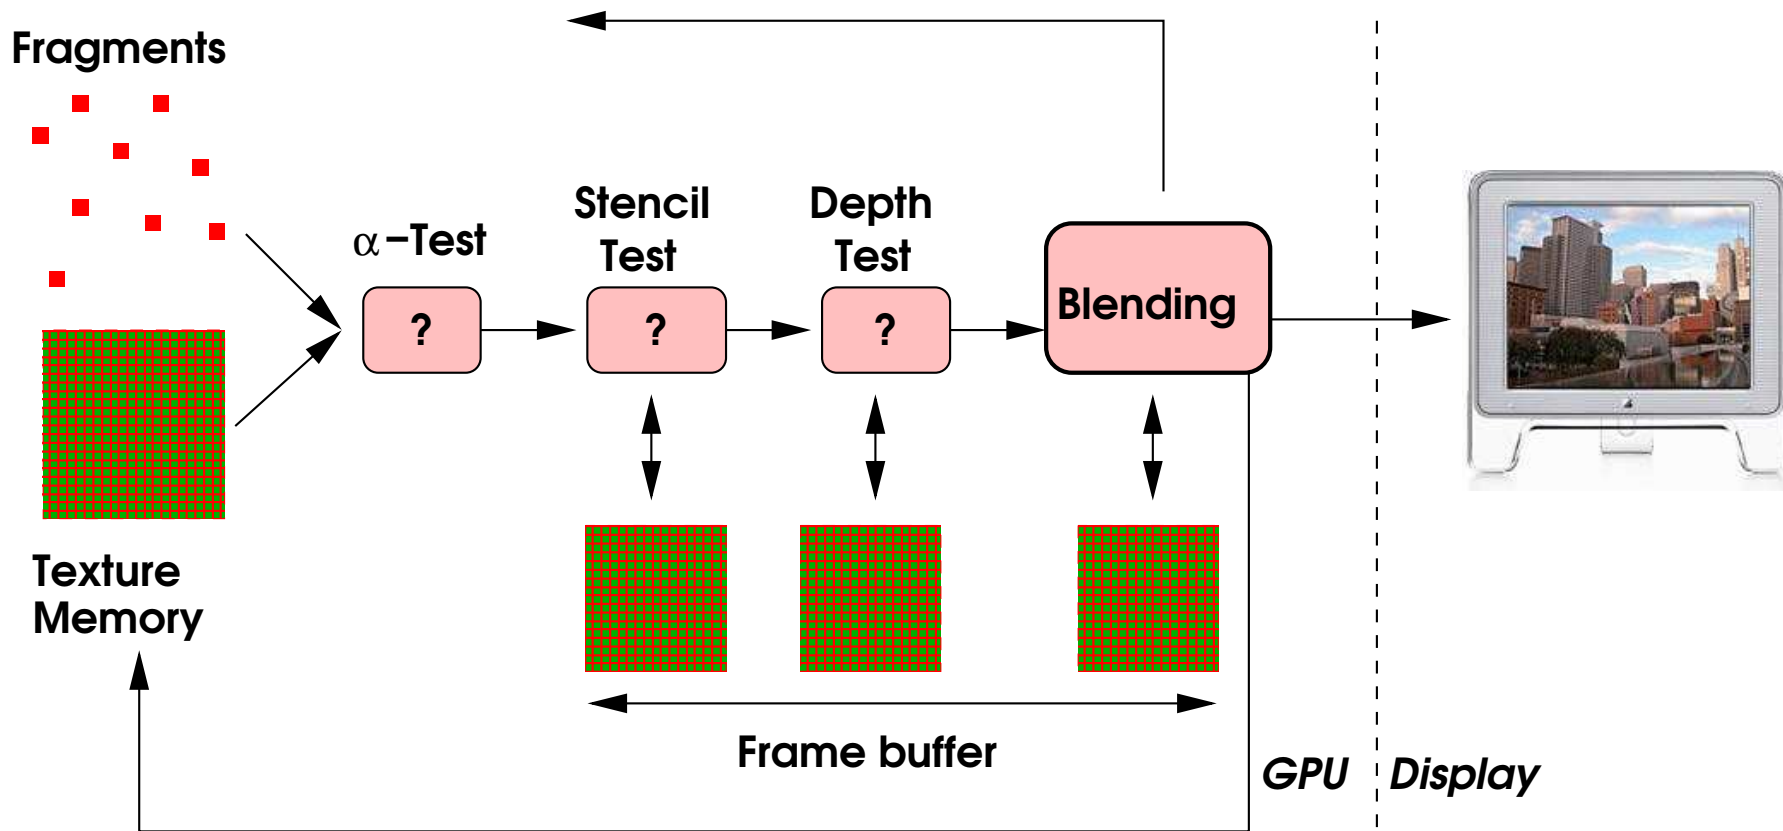 Fragments
α-Test
Stencil
Test
Depth
Test
?
?
?
Blending
Texture
Memory
Frame buffer
GPU
Display